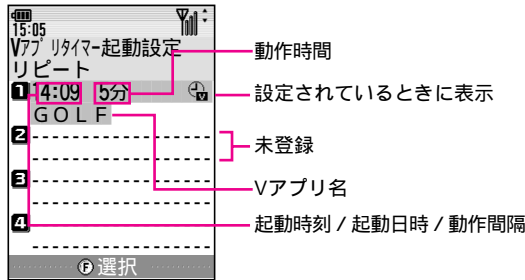 15:05
Vアプリタイマー起動設定
リピート
1 4:09 5分
GOLF
2
3
4
F 選択
動作時間
設定されているときに表示
未登録
Vアプリ名
起動時刻 / 起動日時 / 動作間隔